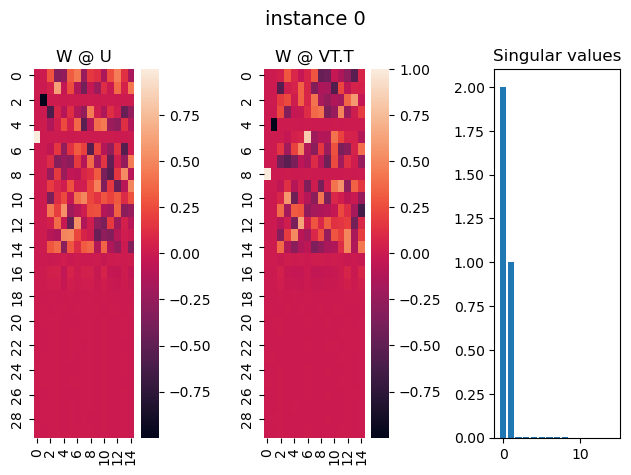 instance 0
W @ U
W @ VT.T
Singular values
0 2 4 6 8 10 12 14 16 18 20 22 24 26 28
0 2 4 6 8 10 12 14
0.75 0.50 0.25 0.00 −0.25 −0.50 −0.75
0 2 4 6 8 10 12 14 16 18 20 22 24 26 28
0 2 4 6 8 10 12 14
1.00 0.75 0.50 0.25 0.00 −0.25 −0.50 −0.75
2.00 1.75 1.50 1.25 1.00 0.75 0.50 0.25 0.00
0 10